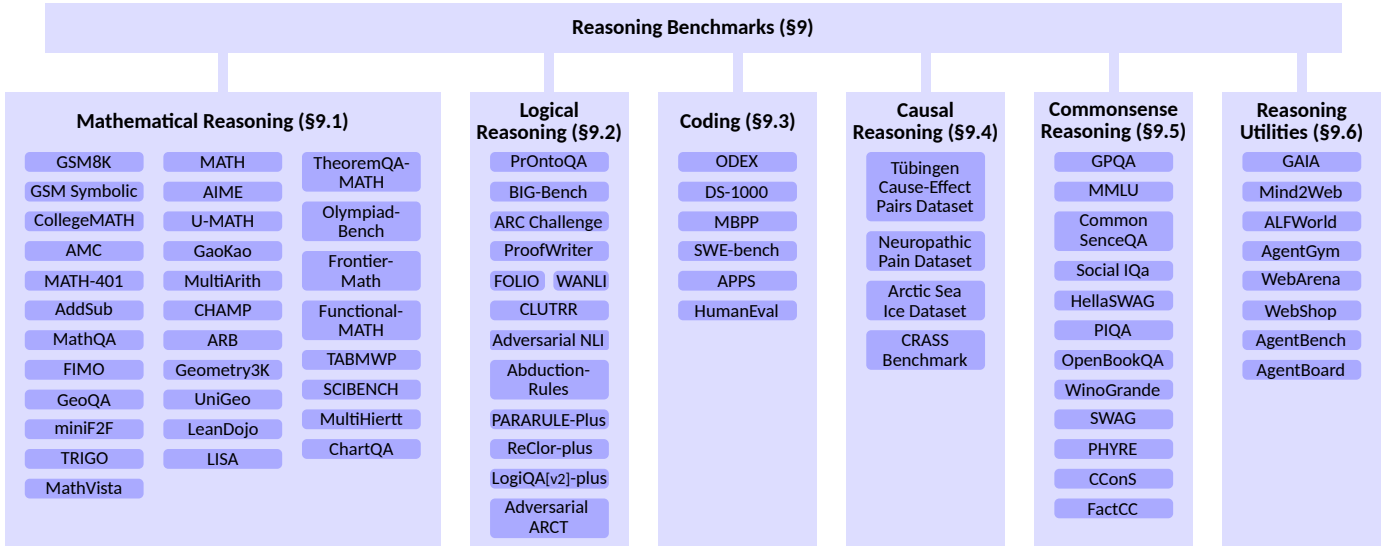 Reasoning Benchmarks (§9)
Mathematical Reasoning (§9.1)
GSM8K
GSM Symbolic
CollegeMATH
AMC
MATH-401
AddSub
MathQA
FIMO
GeoQA
miniF2F
TRIGO
MathVista
MATH
AIME
U-MATH
GaoKao
MultiArith
CHAMP
ARB
Geometry3K
UniGeo
LeanDojo
LISA
TheoremQA-
MATH
Olympiad-
Bench
Frontier-
Math
Functional-
MATH
TABMWP
SCIBENCH
MultiHiertt
ChartQA
Logical
Reasoning (§9.2)
PrOntoQA
BIG-Bench
ARC Challenge
ProofWriter
FOLIO WANLI
CLUTRR
Adversarial NLI
Abduction-
Rules
PARARULE-Plus
ReClor-plus
LogiQA[v2]-plus
Adversarial
ARCT
Coding (§9.3)
ODEX
DS-1000
MBPP
SWE-bench
APPS
HumanEval
Causal
Reasoning (§9.4)
Tübingen
Cause-Effect
Pairs Dataset
Neuropathic
Pain Dataset
Arctic Sea
Ice Dataset
CRASS
Benchmark
Commonsense
Reasoning (§9.5)
GPQA
MMLU
Common
SenceQA
Social IQa
HellaSWAG
PIQA
OpenBookQA
WinoGrande
SWAG
PHYRE
CConS
FactCC
Reasoning
Utilities (§9.6)
GAIA
Mind2Web
ALFWorld
AgentGym
WebArena
WebShop
AgentBench
AgentBoard